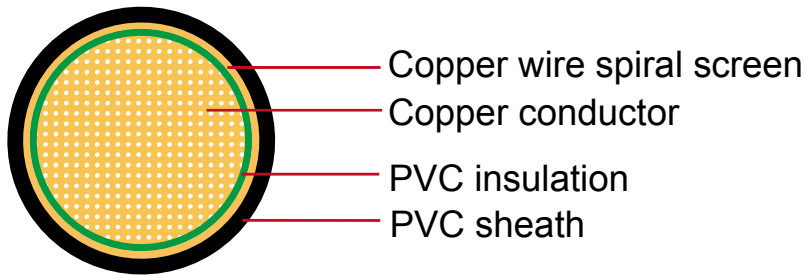 Copper wire spiral screen
Copper conductor
PVC insulation
PVC sheath